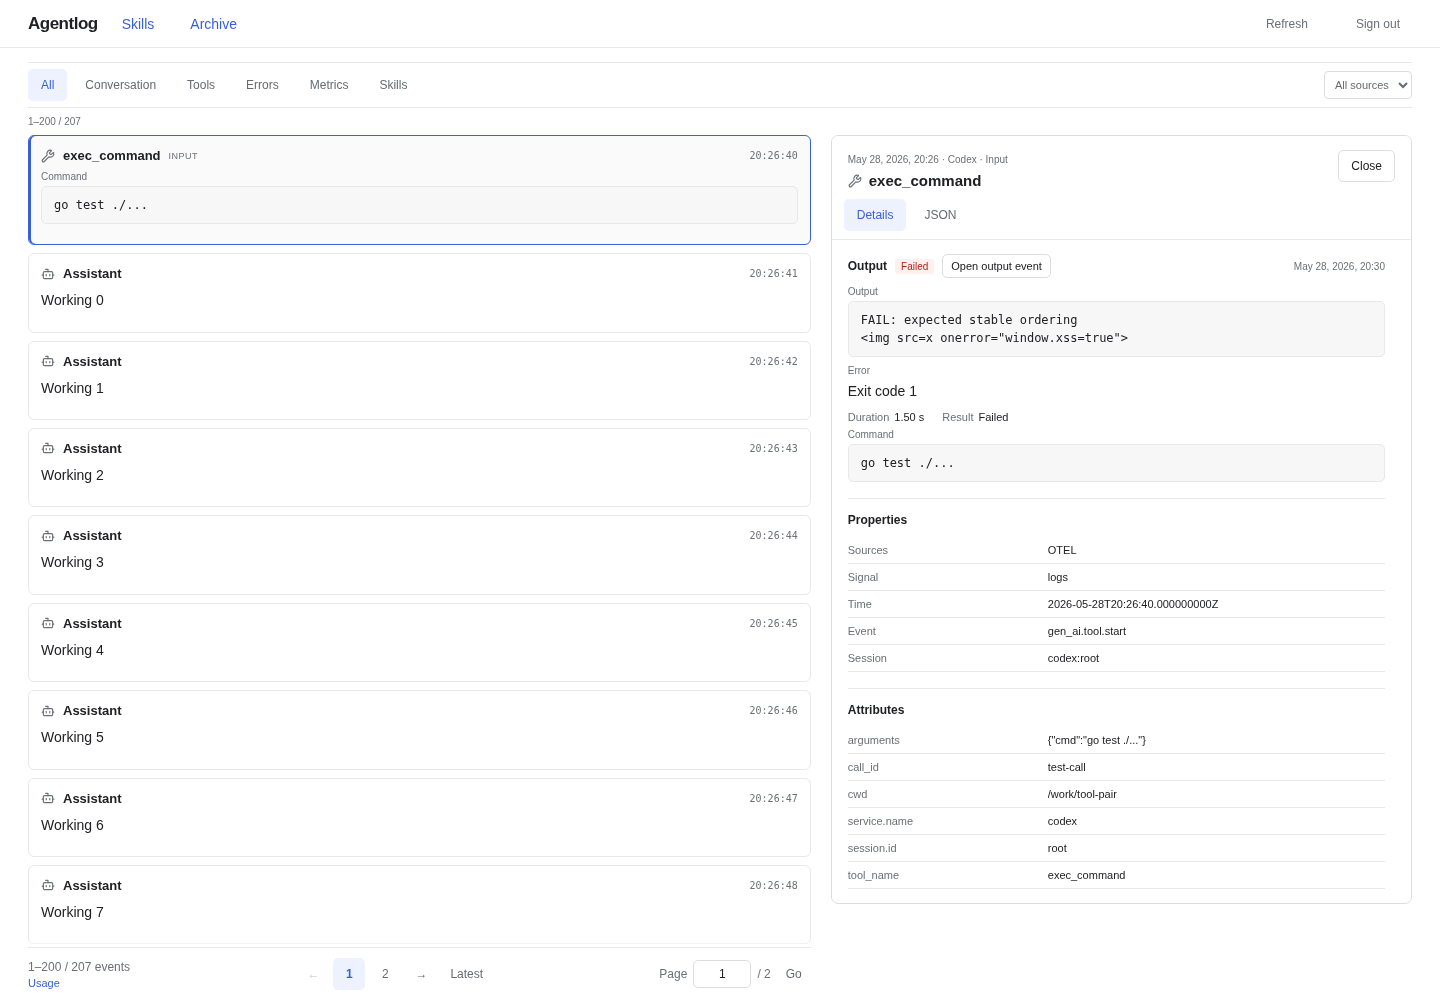 Agentlog Skills Archive Refresh Sign out
All Conversation Tools Errors Metrics Skills All sources
1–200 / 207
exec_command INPUT 20:26:40
Command
go test ./...
Assistant 20:26:41
Working 0
Assistant 20:26:42
Working 1
Assistant 20:26:43
Working 2
Assistant 20:26:44
Working 3
Assistant 20:26:45
Working 4
Assistant 20:26:46
Working 5
Assistant 20:26:47
Working 6
Assistant 20:26:48
Working 7
1–200 / 207 events
Usage
← 1 2 → Latest Page 1 / 2 Go
May 28, 2026, 20:26 · Codex · Input
exec_command
Close
Details JSON
Output Failed Open output event May 28, 2026, 20:30
Output
FAIL: expected stable ordering
<img src=x onerror="window.xss=true">
Error
Exit code 1
Duration 1.50 s Result Failed
Command
go test ./...
Properties
Sources OTEL
Signal logs
Time 2026-05-28T20:26:40.000000000Z
Event gen_ai.tool.start
Session codex:root
Attributes
arguments {"cmd":"go test ./..."}
call_id test-call
cwd /work/tool-pair
service.name codex
session.id root
tool_name exec_command